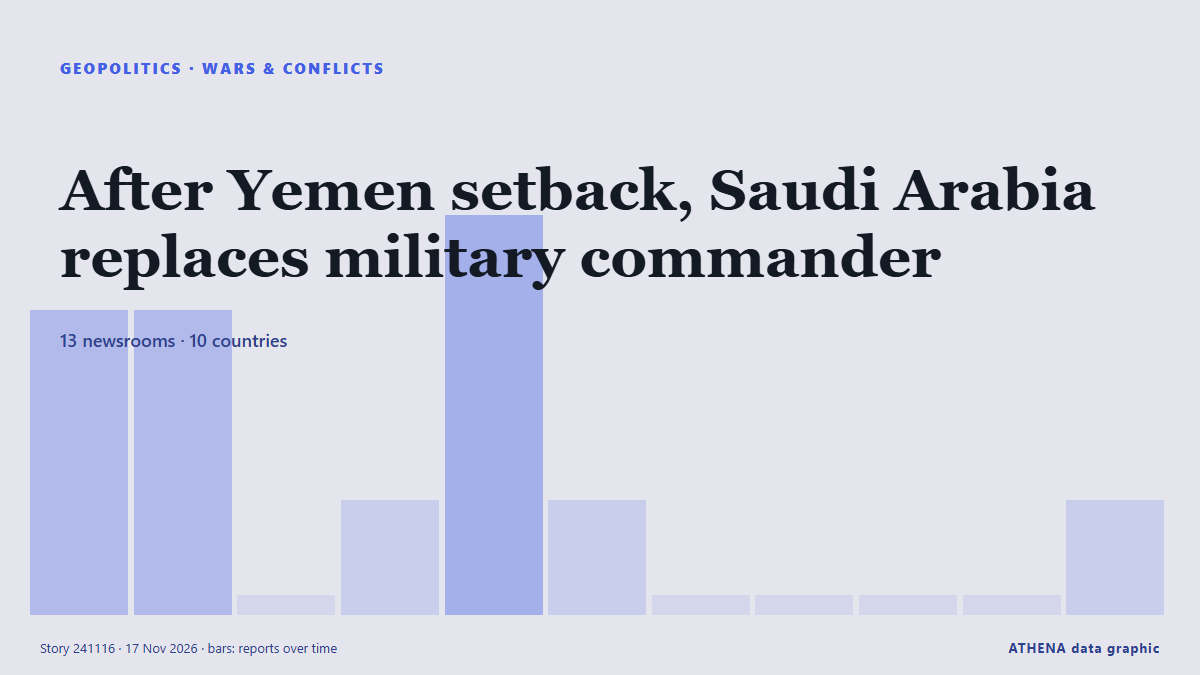 GEOPOLITICS · WARS & CONFLICTS
After Yemen setback, Saudi Arabia
replaces military commander
13 newsrooms · 10 countries
Story 241116 · 17 Nov 2026 · bars: reports over time
ATHENA data graphic